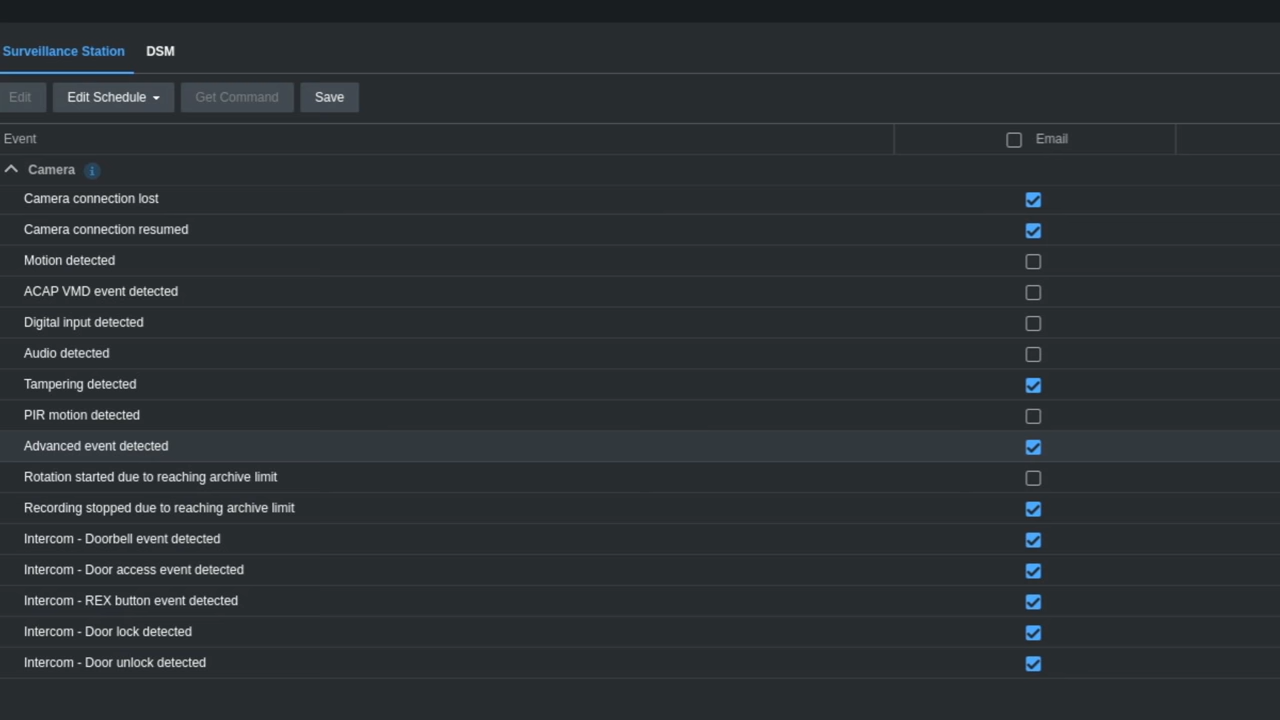 Surveillance Station DSM
Edit Edit Schedule Get Command Save
Event Email
Camera
Camera connection lost
Camera connection resumed
Motion detected
ACAP VMD event detected
Digital input detected
Audio detected
Tampering detected
PIR motion detected
Advanced event detected
Rotation started due to reaching archive limit
Recording stopped due to reaching archive limit
Intercom - Doorbell event detected
Intercom - Door access event detected
Intercom - REX button event detected
Intercom - Door lock detected
Intercom - Door unlock detected